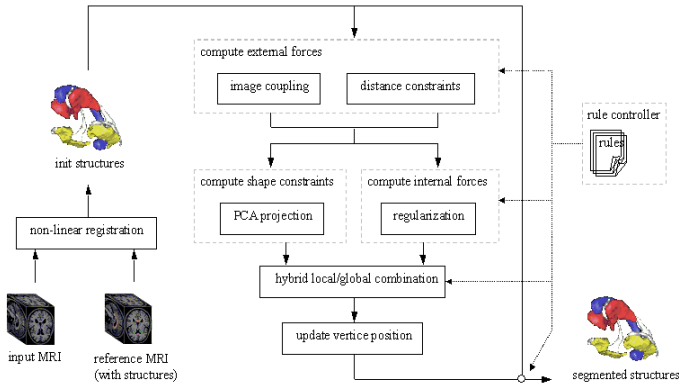 compute external forces
image coupling
distance constraints
rule controller
rules
init structures
compute shape constraints
compute internal forces
PCA projection
regularization
non-linear registration
hybrid local/global combination
update vertice position
input MRI
reference MRI
(with structures)
segmented structures